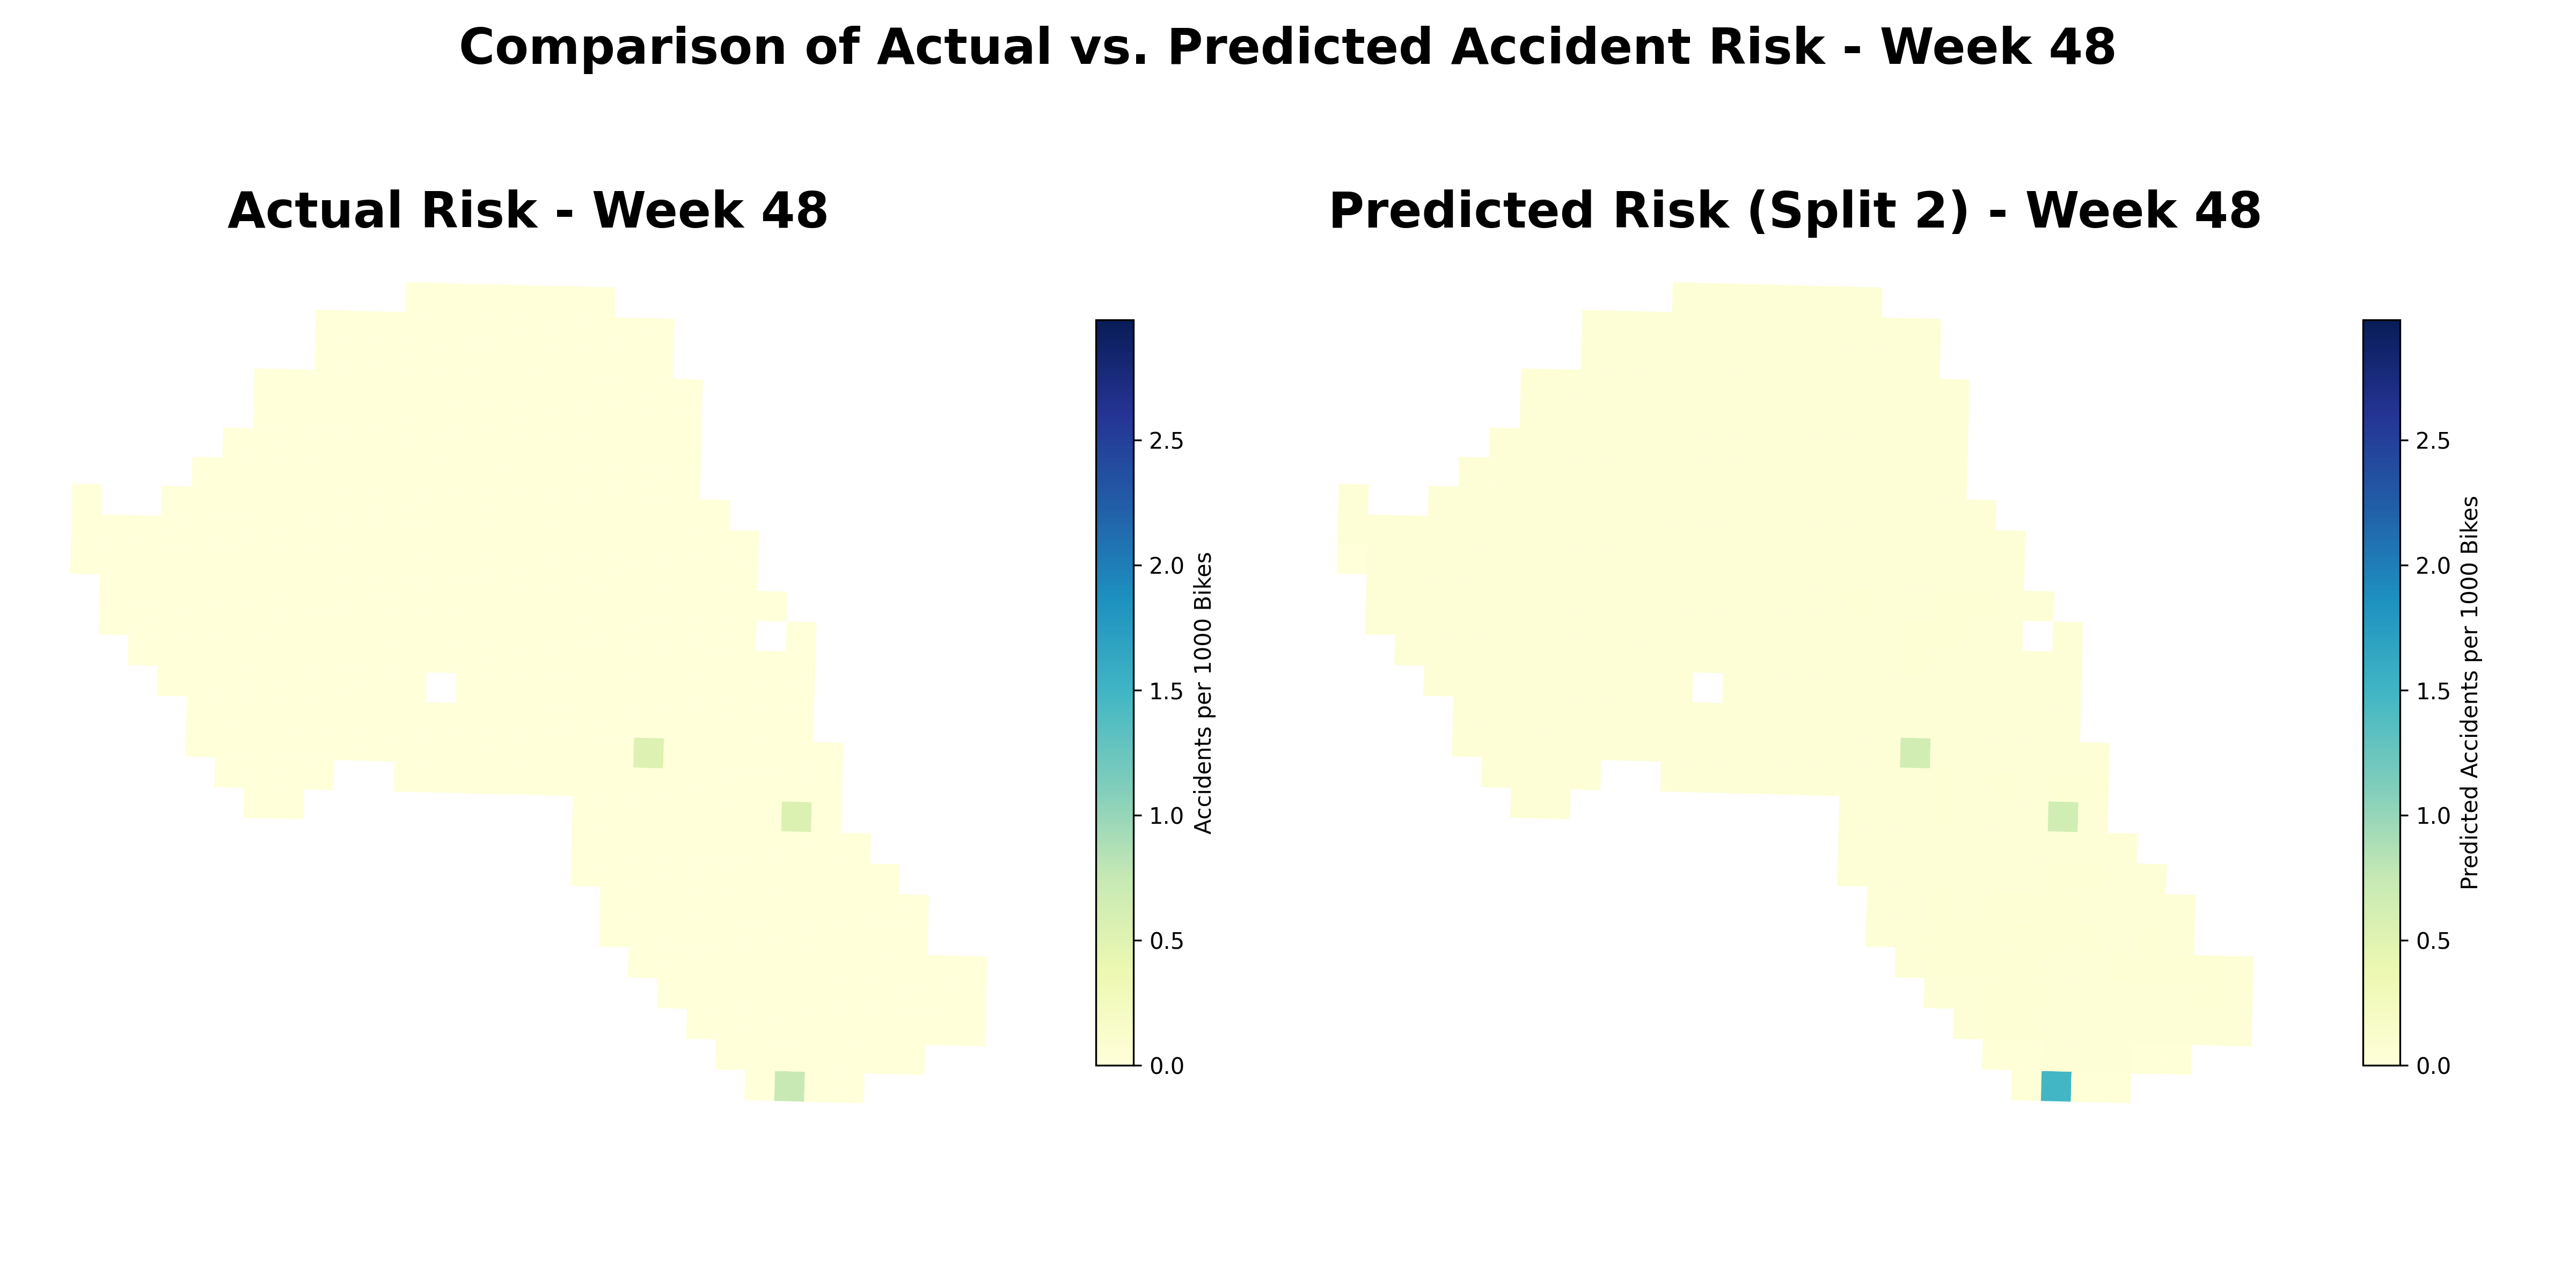 Comparison of Actual vs. Predicted Accident Risk - Week 48
Actual Risk - Week 48
2.5
2.0
1.5
1.0
0.5
0.0
Accidents per 1000 Bikes
Predicted Risk (Split 2) - Week 48
2.5
2.0
1.5
1.0
0.5
0.0
Predicted Accidents per 1000 Bikes